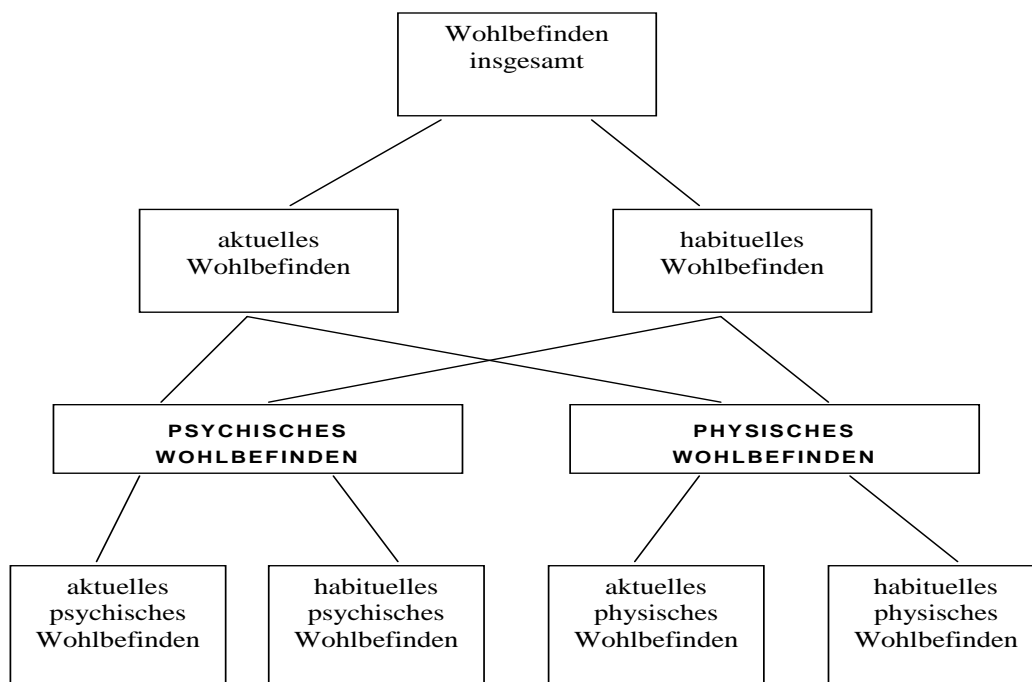 Wohlbefinden
insgesamt
aktuelles
Wohlbefinden
habituelles
Wohlbefinden
PSYCHISCHES
WOHLBEFINDEN
PHYSISCHES
WOHLBEFINDEN
aktuelles
psychisches
Wohlbefinden
habituelles
psychisches
Wohlbefinden
aktuelles
physisches
Wohlbefinden
habituelles
physisches
Wohlbefinden